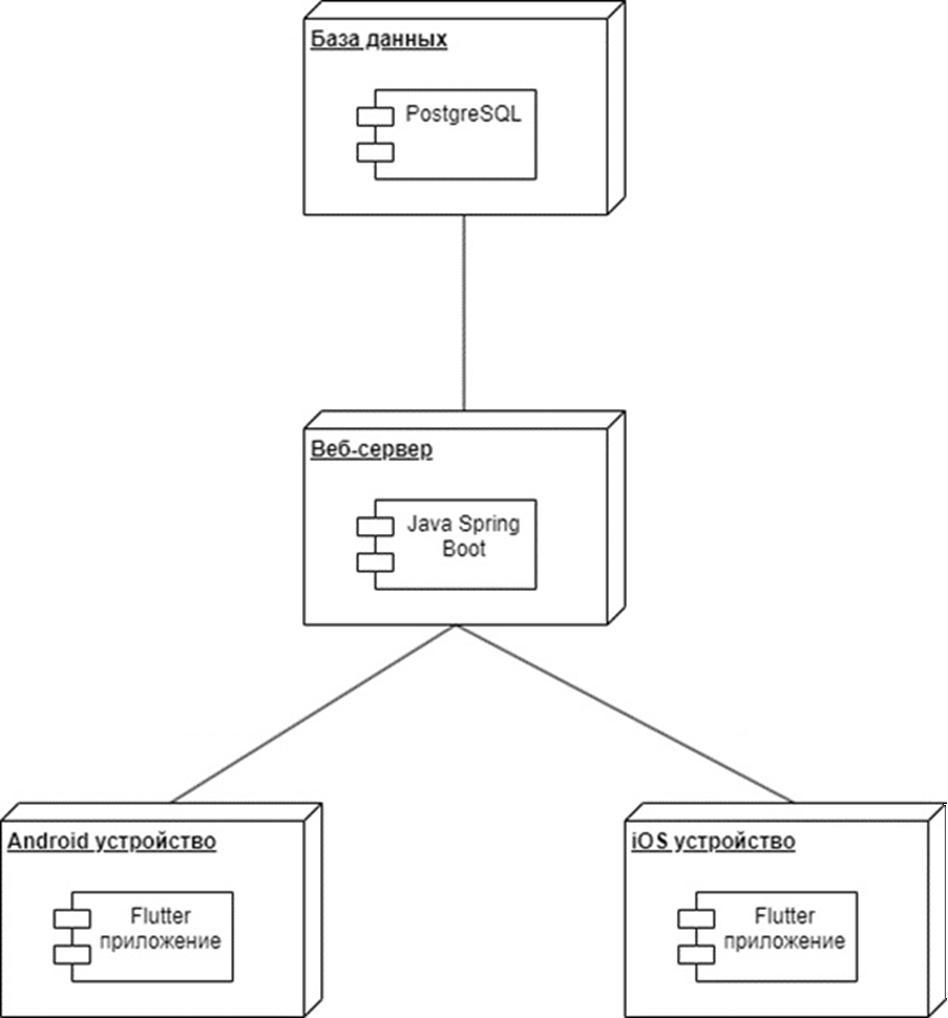 База данных
PostgreSQL
Веб-сервер
Java Spring
Boot
Android устройство
Flutter
приложение
iOS устройство
Flutter
приложение